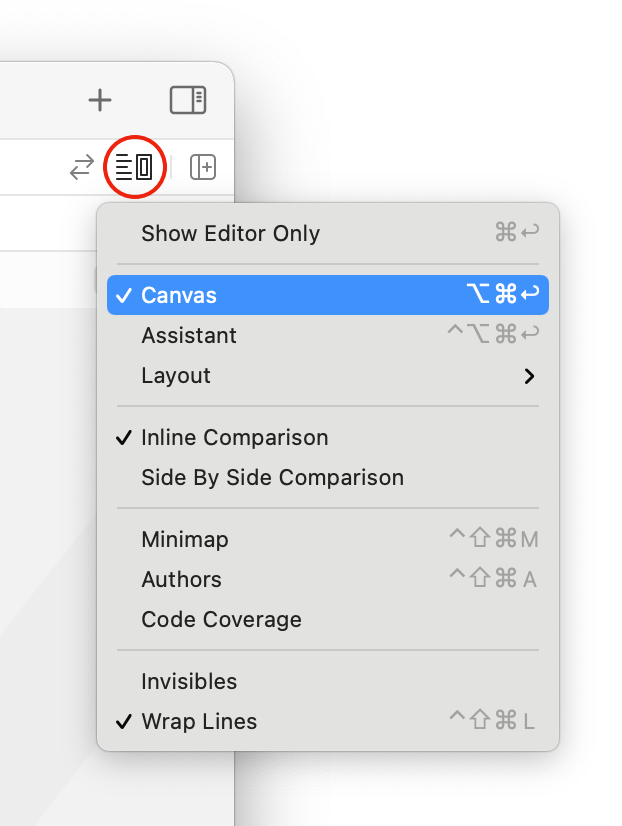 Show Editor Only ⌘↩
✓ Canvas ⌥⌘↩
Assistant ^⌥⌘↩
Layout >
✓ Inline Comparison
Side By Side Comparison
Minimap ^⇧⌘M
Authors ^⇧⌘A
Code Coverage
Invisibles
✓ Wrap Lines ^⇧⌘L